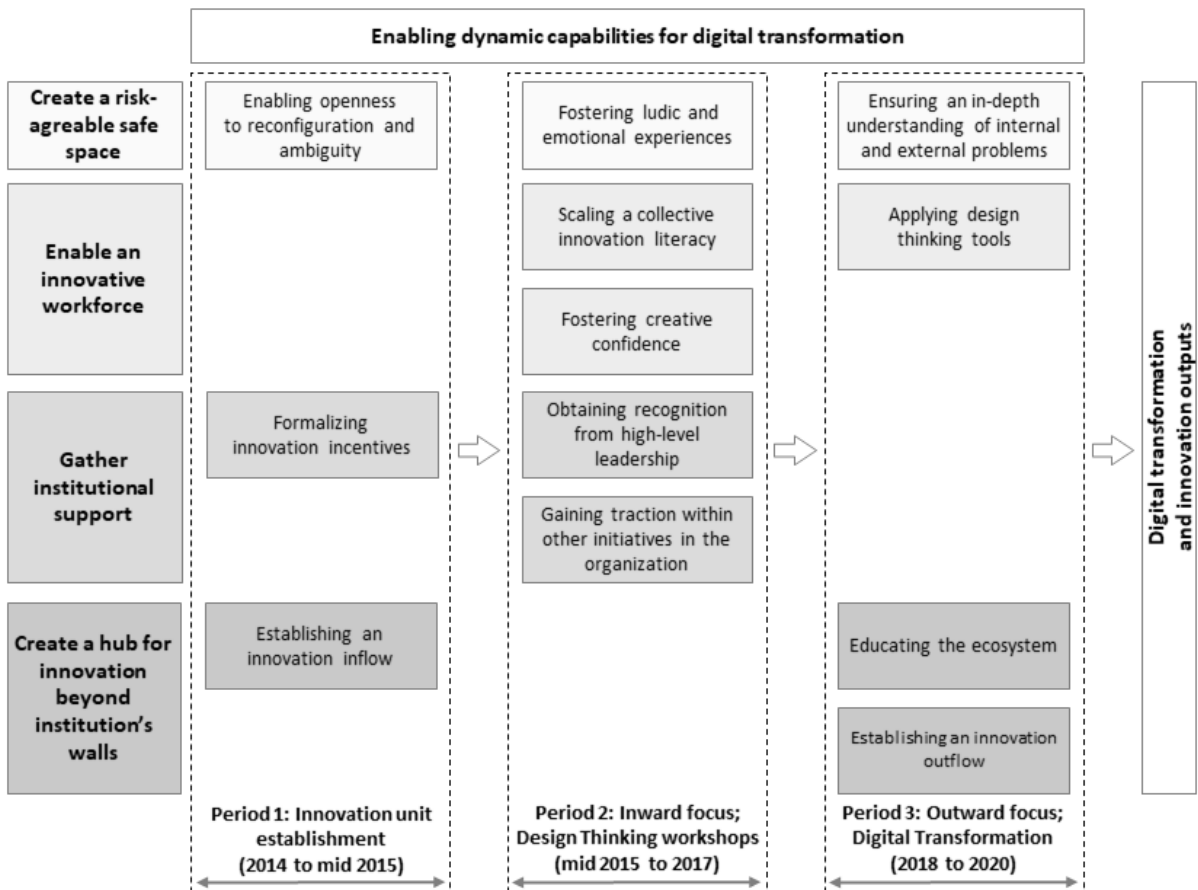 Enabling dynamic capabilities for digital transformation
Create a risk-
agreable safe
space
Enabling openness
to reconfiguration and
ambiguity
Fostering ludic and
emotional experiences
Ensuring an in-depth
understanding of internal
and external problems
Enable an
innovative
workforce
Scaling a collective
innovation literacy
Applying design
thinking tools
Fostering creative
confidence
Gather
institutional
support
Formalizing
innovation incentives
Obtaining recognition
from high-level
leadership
Gaining traction within
other initiatives in the
organization
Create a hub for
innovation
beyond
institution’s
walls
Establishing an
innovation inflow
Educating the ecosystem
Establishing an innovation
outflow
Digital transformation
and innovation outputs
Period 1: Innovation unit
establishment
(2014 to mid 2015)
Period 2: Inward focus;
Design Thinking workshops
(mid 2015 to 2017)
Period 3: Outward focus;
Digital Transformation
(2018 to 2020)